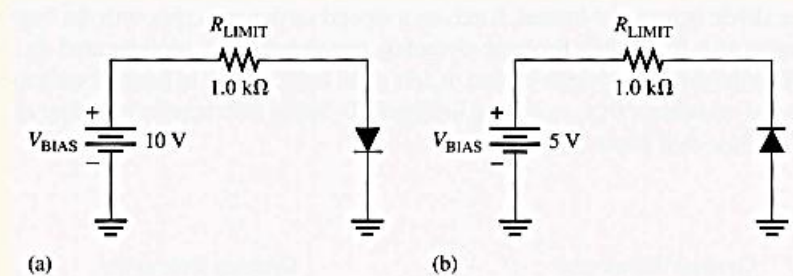 R_LIMIT
1.0 kΩ
+
V_BIAS 10 V
−
(a)
R_LIMIT
1.0 kΩ
+
V_BIAS 5 V
−
(b)